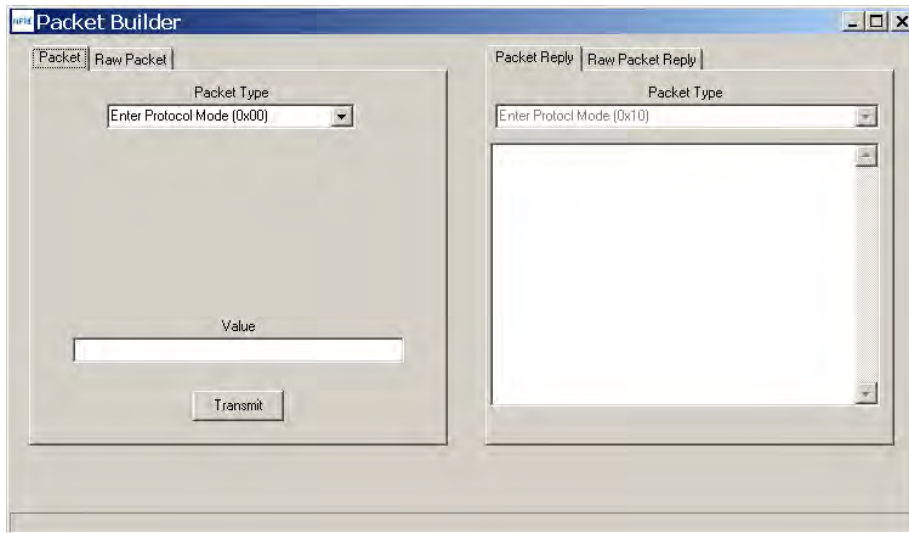 Packet Builder
Packet
Raw Packet
Packet Type
Enter Protocol Mode (0x00)
Value
Transmit
Packet Reply
Raw Packet Reply
Packet Type
Enter Protocl Mode (0x10)